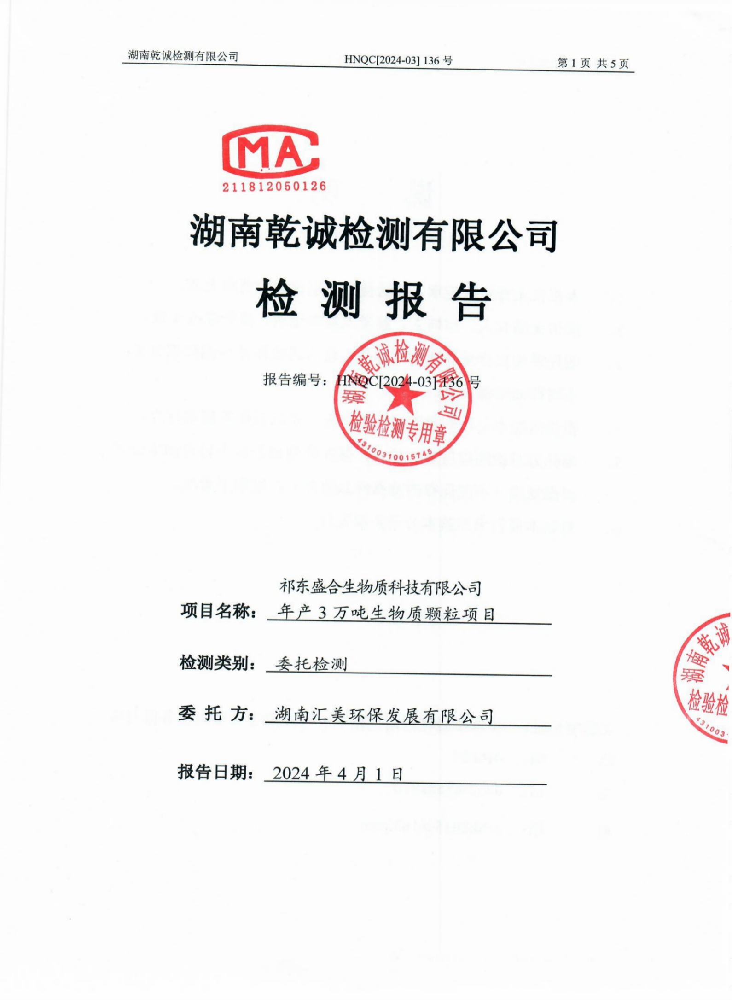 湖南乾诚检测有限公司 HNQC[2024-03] 136 号 第 1 页 共 5 页
CMA
211812050126
湖南乾诚检测有限公司
检测报告
报告编号：HNQC[2024-03] 136 号
湖南乾诚检测有限公司
检验检测专用章
43100310015745
祁东盛合生物质科技有限公司
项目名称：年产 3 万吨生物质颗粒项目
检测类别：委托检测
委托方：湖南汇美环保发展有限公司
报告日期：2024 年 4 月 1 日
湖南乾诚
检验检
431003